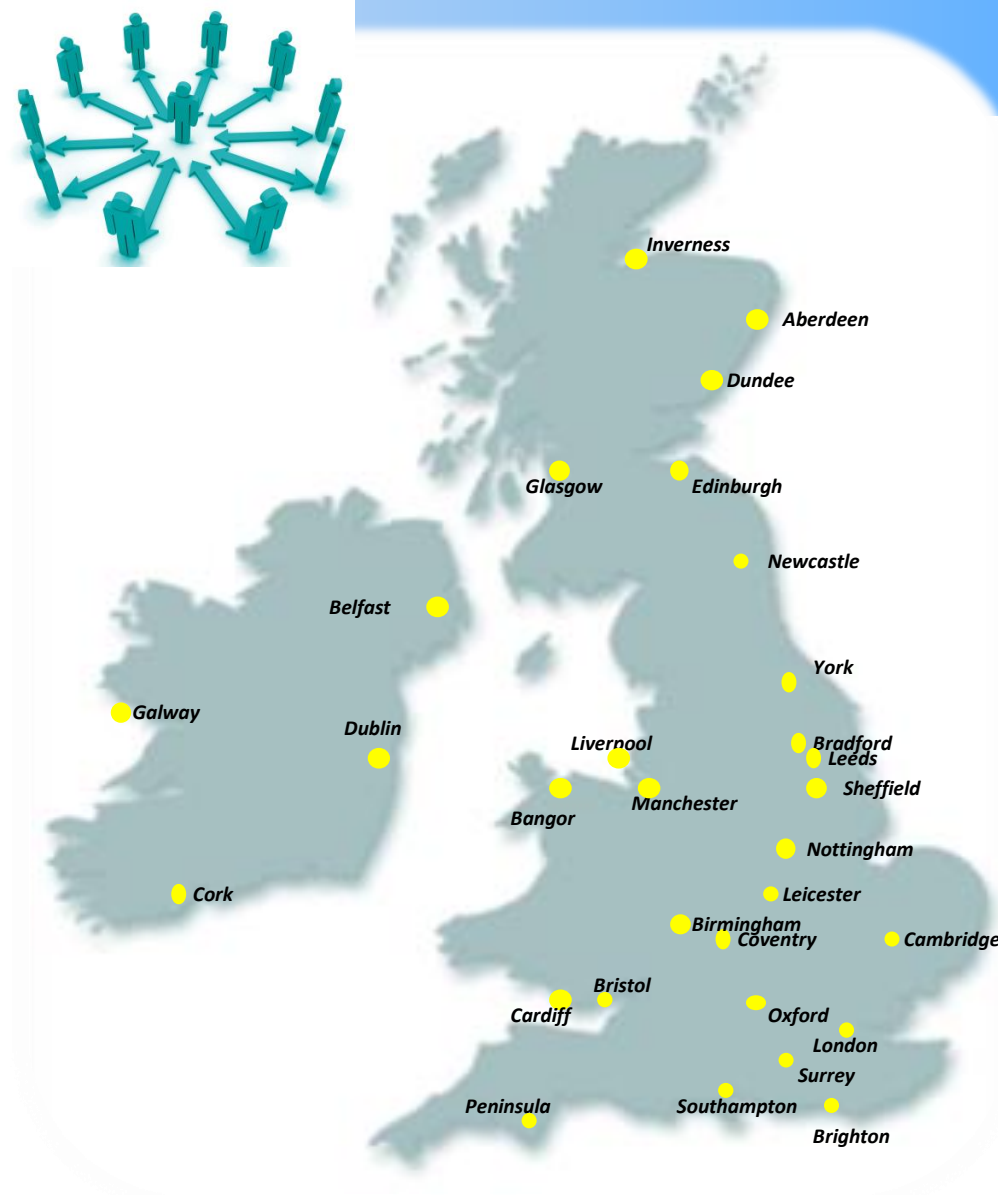 Inverness
Aberdeen
Dundee
Glasgow
Edinburgh
Newcastle
Belfast
York
Galway
Dublin
Liverpool
Bradford
Leeds
Sheffield
Manchester
Bangor
Nottingham
Cork
Leicester
Birmingham
Coventry
Cambridge
Bristol
Cardiff
Oxford
London
Surrey
Peninsula
Southampton
Brighton